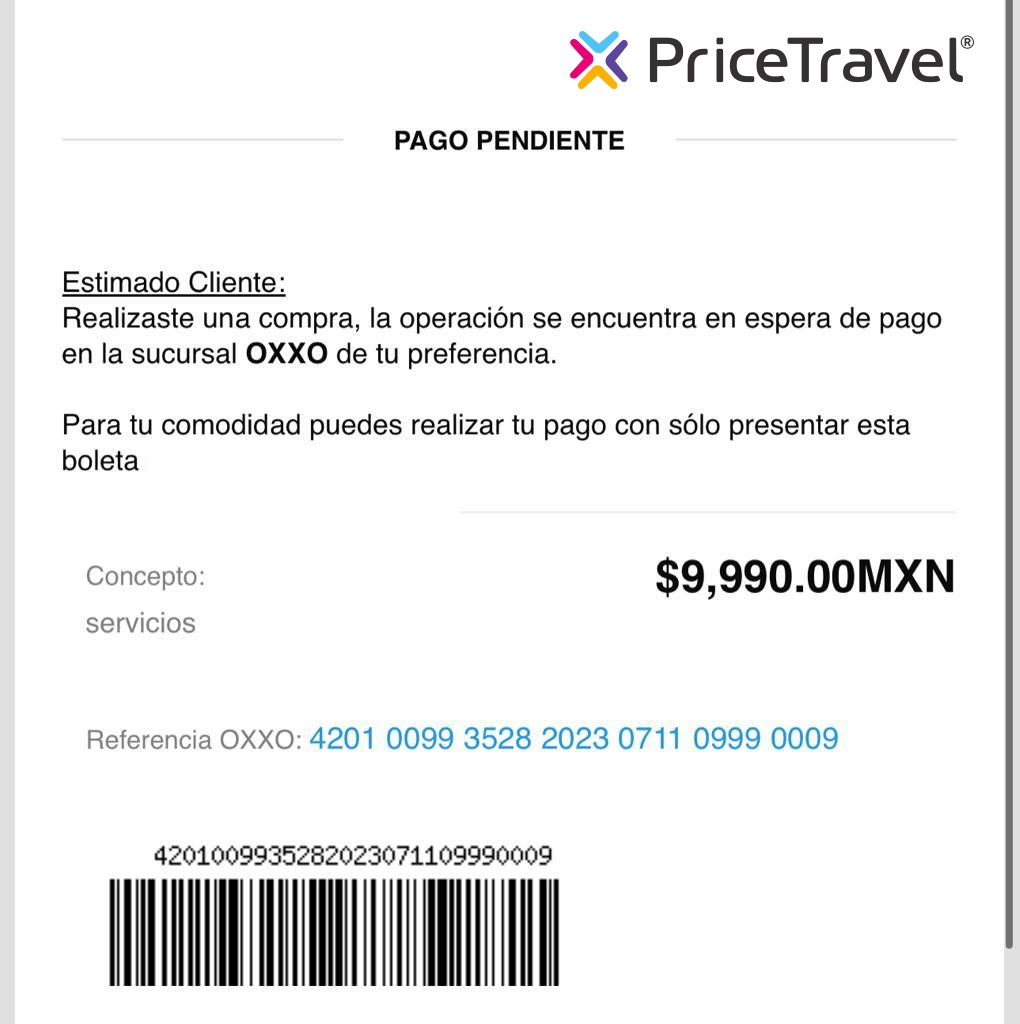 PriceTravel®
PAGO PENDIENTE
Estimado Cliente:
Realizaste una compra, la operación se encuentra en espera de pago
en la sucursal OXXO de tu preferencia.
Para tu comodidad puedes realizar tu pago con sólo presentar esta
boleta
Concepto:
$9,990.00MXN
servicios
Referencia OXXO: 4201 0099 3528 2023 0711 0999 0009
4201009935282023071109990009